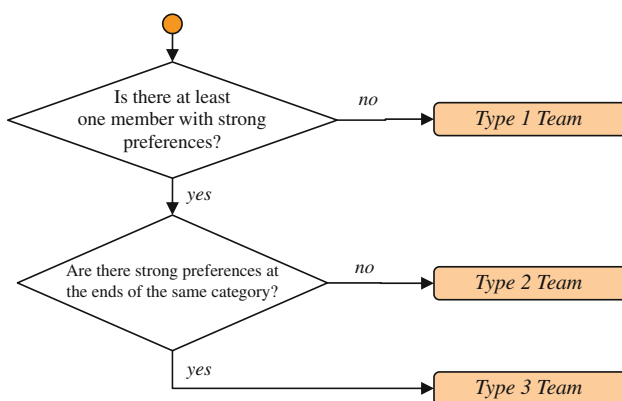 Is there at least
one member with strong
preferences?
no
Type 1 Team
yes
Are there strong preferences at
the ends of the same category?
no
Type 2 Team
yes
Type 3 Team